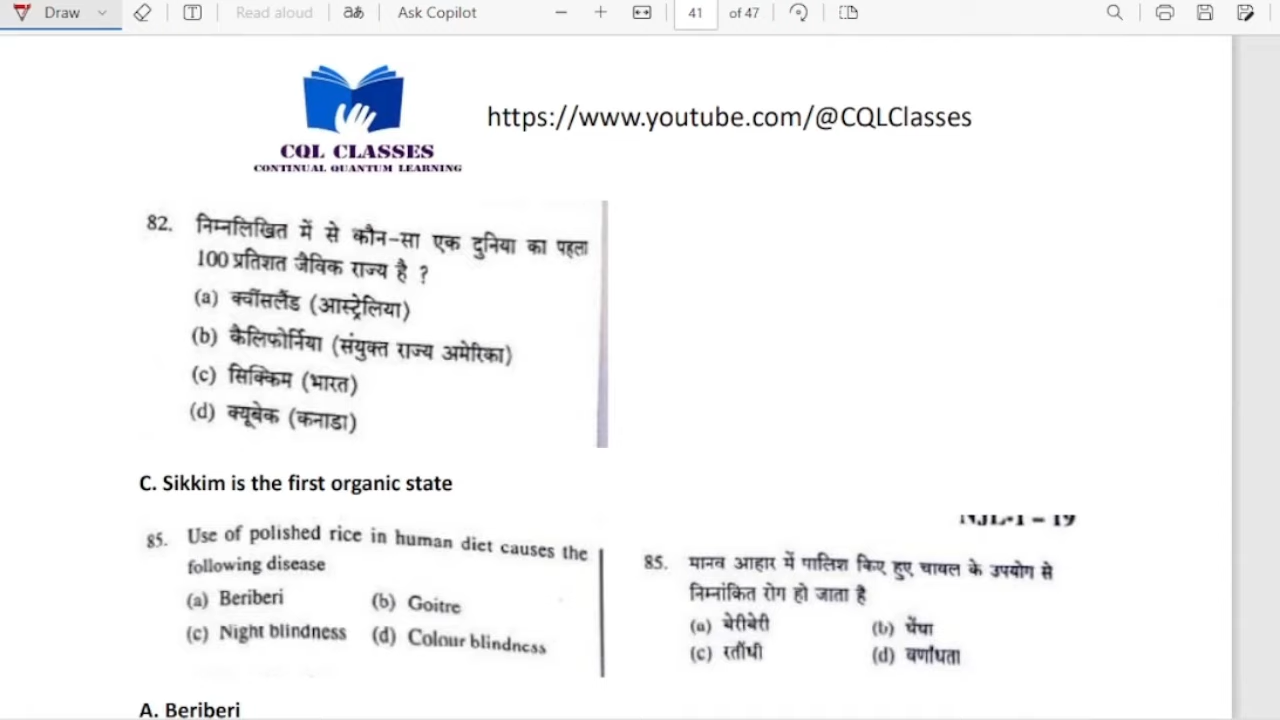 Draw
Read aloud
aあ
Ask Copilot
41
of 47
https://www.youtube.com/@CQLClasses
CQL CLASSES
CONTINUAL QUANTUM LEARNING
82. निम्नलिखित में से कौन-सा एक दुनिया का पहला
100 प्रतिशत जैविक राज्य है ?
(a) क्वींसलैंड (आस्ट्रेलिया)
(b) कैलिफोर्निया (संयुक्त राज्य अमेरिका)
(c) सिक्किम (भारत)
(d) क्यूबेक (कनाडा)
C. Sikkim is the first organic state
85. Use of polished rice in human diet causes the
following disease
(a) Beriberi (b) Goitre
(c) Night blindness (d) Colour blindness
85. मानव आहार में पालिश किए हुए चावल के उपयोग से
निम्नांकित रोग हो जाता है
(a) बेरीबेरी (b) घेंघा
(c) रतौंधी (d) वर्णांधता
A. Beriberi